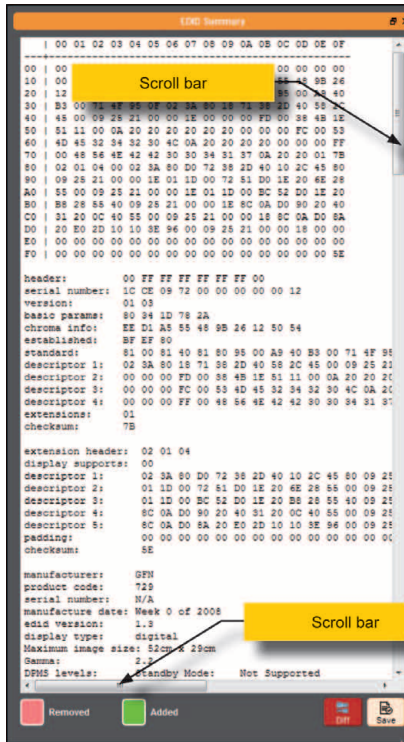 EDID Summary
| 00 01 02 03 04 05 06 07 08 09 0A 0B 0C 0D 0E 0F
00 | 00 00 00 00 00
10 | 00 48 9B 26
20 | 12 00 A9 40
Scroll bar
30 | B3 00 71 4F 95 0F 02 3A 80 18 71 38 2D 40 58 2C
40 | 45 00 09 25 21 00 00 1E 00 00 00 FD 00 38 4B 1E
50 | 51 11 00 0A 20 20 20 20 20 20 00 00 00 FC 00 53
60 | 4D 45 32 34 32 30 4C 0A 20 20 20 20 00 00 00 FF
70 | 00 48 56 4E 42 42 30 30 34 31 37 0A 20 20 01 7B
80 | 02 01 04 00 02 3A 80 D0 72 38 2D 40 10 2C 45 80
90 | 09 25 21 00 00 1E 01 1D 00 72 51 D0 1E 20 6E 28
A0 | 55 00 09 25 21 00 00 1E 01 1D 00 BC 52 D0 1E 20
B0 | B8 28 55 40 09 25 21 00 00 1E 8C 0A D0 90 20 40
C0 | 31 20 0C 40 55 00 09 25 21 00 00 18 8C 0A D0 8A
D0 | 20 E0 2D 10 10 3E 96 00 09 25 21 00 00 18 00 00
E0 | 00 00 00 00 00 00 00 00 00 00 00 00 00 00 00 00
F0 | 00 00 00 00 00 00 00 00 00 00 00 00 00 00 00 5E
header: 00 FF FF FF FF FF FF 00
serial number: 1C CE 09 72 00 00 00 00 00 12
version: 01 03
basic params: 80 34 1D 78 2A
chroma info: EE D1 A5 55 48 9B 26 12 50 54
established: BF EF 80
standard: 81 00 81 40 81 80 95 00 A9 40 B3 00 71 4F 95
descriptor 1: 02 3A 80 18 71 38 2D 40 58 2C 45 00 09 25 21
descriptor 2: 00 00 00 FD 00 38 4B 1E 51 11 00 0A 20 20 20
descriptor 3: 00 00 00 FC 00 53 4D 45 32 34 32 30 4C 0A 20
descriptor 4: 00 00 00 FF 00 48 56 4E 42 42 30 30 34 31 37
extensions: 01
checksum: 7B
extension header: 02 01 04
display supports: 00
descriptor 1: 02 3A 80 D0 72 38 2D 40 10 2C 45 80 09 25
descriptor 2: 01 1D 00 72 51 D0 1E 20 6E 28 55 00 09 25
descriptor 3: 01 1D 00 BC 52 D0 1E 20 B8 28 55 40 09 25
descriptor 4: 8C 0A D0 90 20 40 31 20 0C 40 55 00 09 25
descriptor 5: 8C 0A D0 8A 20 E0 2D 10 10 3E 96 00 09 25
padding: 00 00 00 00 00 00 00 00 00 00 00 00 00 00
checksum: 5E
manufacturer: GFN
product code: 729
serial number: N/A
manufacture date: Week 0 of 2008
edid version: 1.3
display type: digital
Maximum image size: 52cm X 29cm
Gamma: 2.2
DPMS levels: Standby Mode: Not Supported
Scroll bar
Removed Added Diff Save